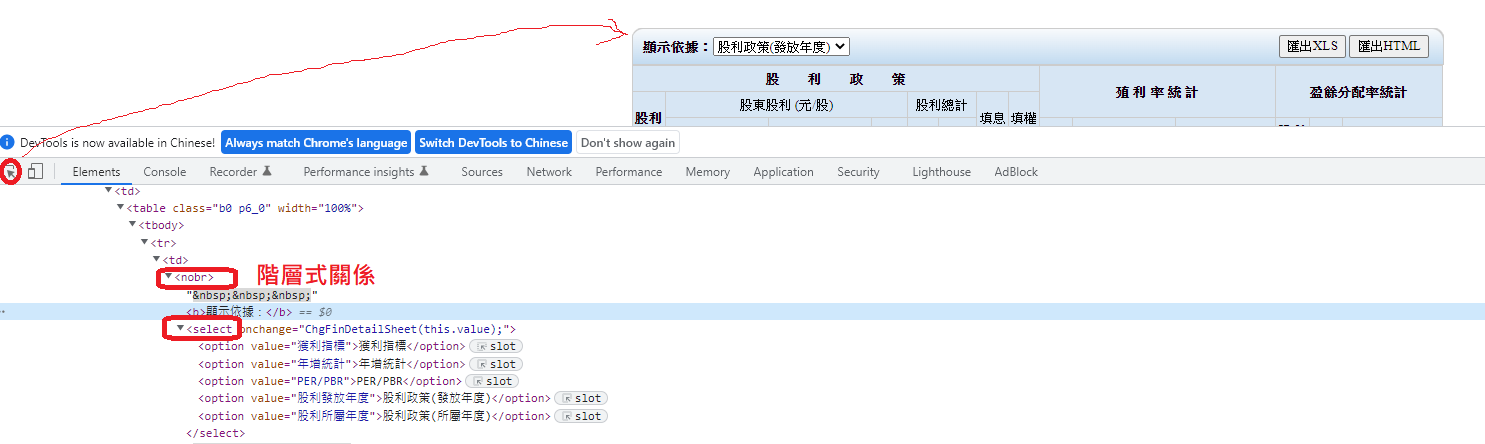 顯示依據：股利政策(發放年度) 匯出XLS 匯出HTML
股 利 政 策
殖 利 率 統 計
盈餘分配率統計
股東股利 (元/股)
股利總計
股利
填息
填權
DevTools is now available in Chinese! Always match Chrome's language Switch DevTools to Chinese Don't show again
Elements Console Recorder Performance insights Sources Network Performance Memory Application Security Lighthouse AdBlock
▼<td>
▼<table class="b0 p6_0" width="100%">
▼<tbody>
▼<tr>
▼<td>
▼<nobr> 階層式關係
"&nbsp;&nbsp;&nbsp;"
<b>顯示依據：</b> == $0
▼<select onchange="ChgFinDetailSheet(this.value);">
<option value="獲利指標">獲利指標</option> slot
<option value="年增統計">年增統計</option> slot
<option value="PER/PBR">PER/PBR</option> slot
<option value="股利發放年度">股利政策(發放年度)</option> slot
<option value="股利所屬年度">股利政策(所屬年度)</option> slot
</select>